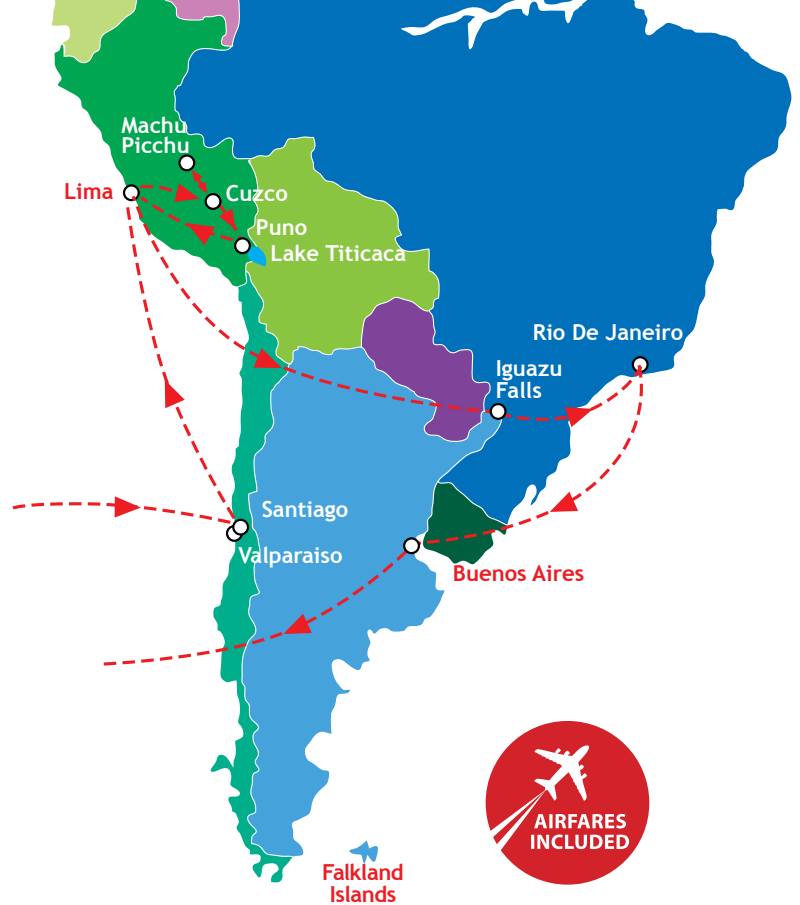 Machu
Picchu
Lima
Cuzco
Puno
Lake Titicaca
Rio De Janeiro
Iguazu
Falls
Santiago
Valparaiso
Buenos Aires
AIRFARES
INCLUDED
Falkland
Islands